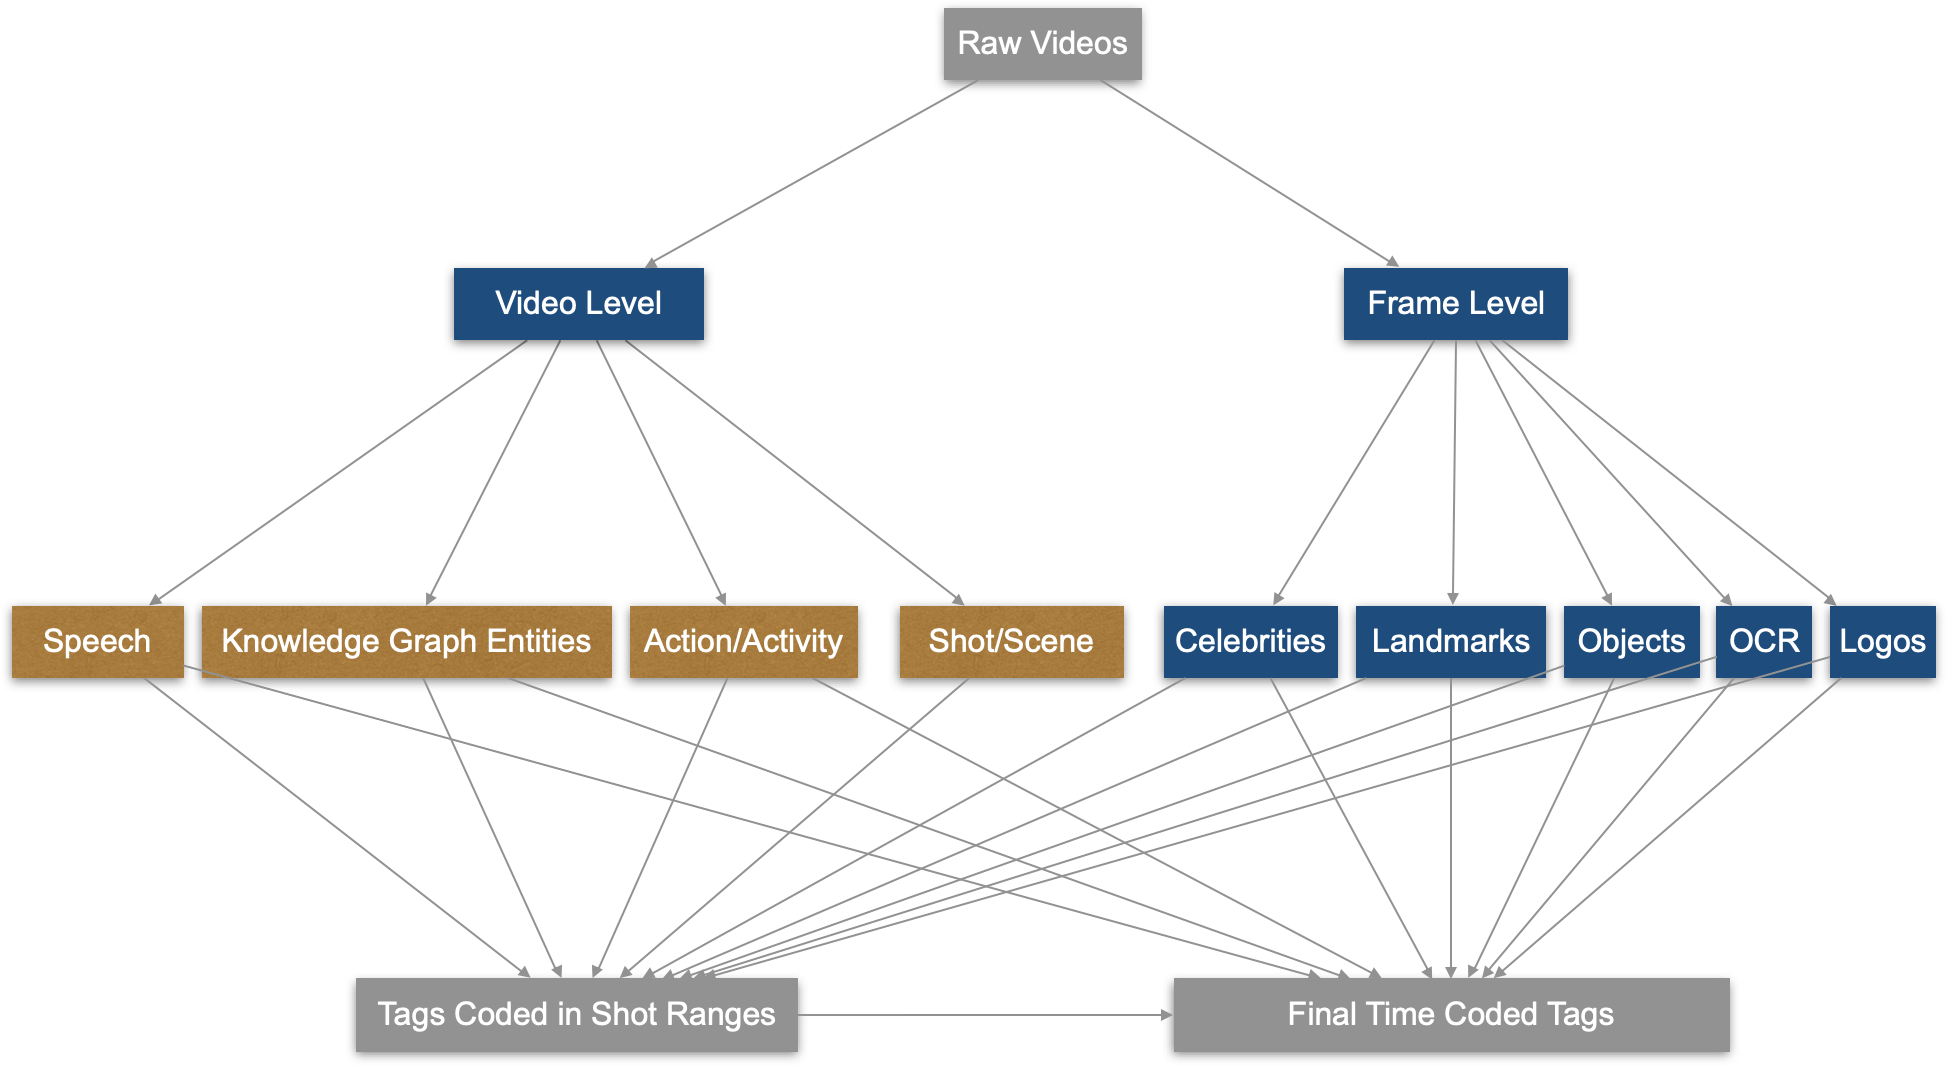 Raw Videos
Video Level
Frame Level
Speech
Knowledge Graph Entities
Action/Activity
Shot/Scene
Celebrities
Landmarks
Objects
OCR
Logos
Tags Coded in Shot Ranges
Final Time Coded Tags